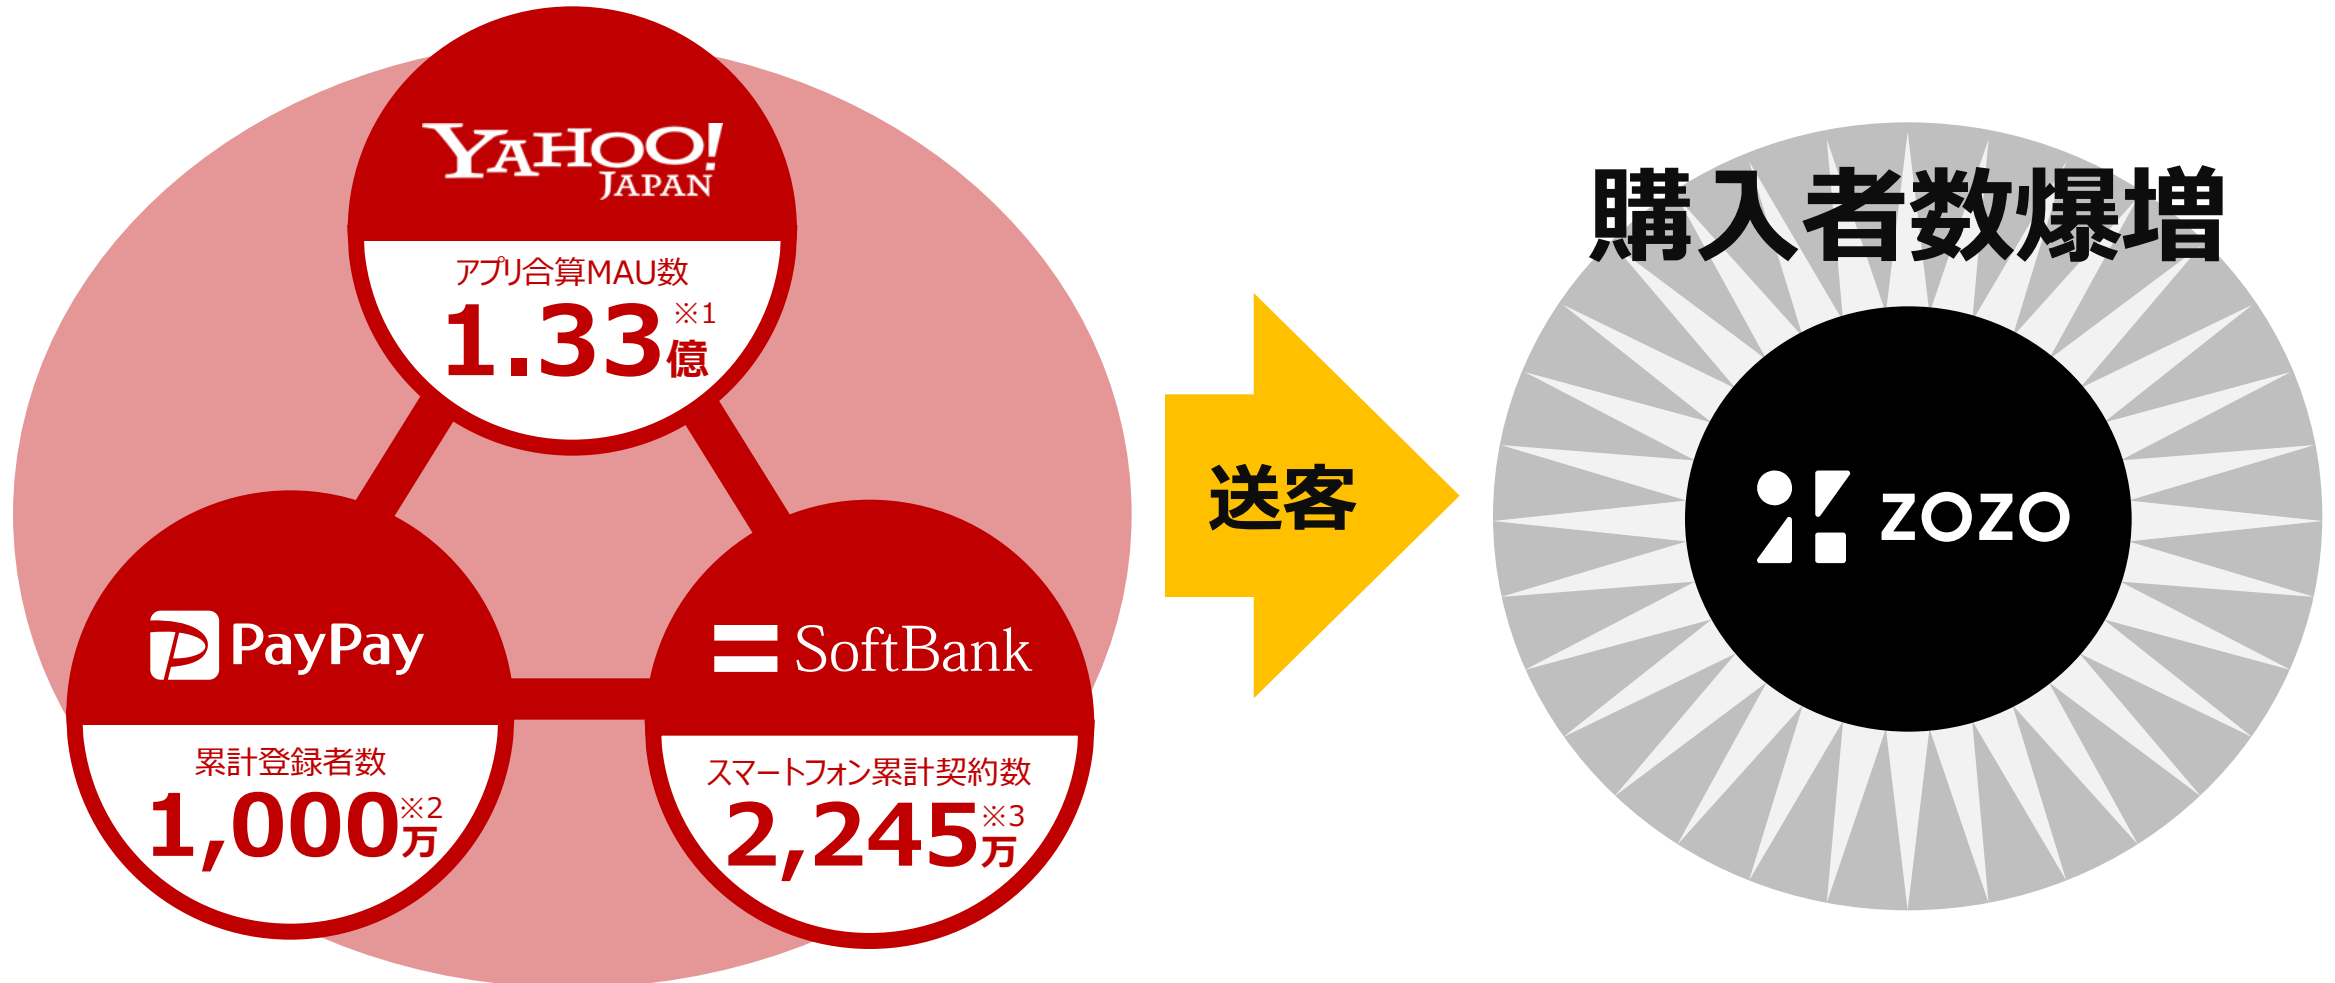 YAHOO!
JAPAN
アプリ合算MAU数
1.33億※1
PayPay
累計登録者数
1,000万※2
SoftBank
スマートフォン累計契約数
2,245万※3
送客
購入者数爆増
ZOZO